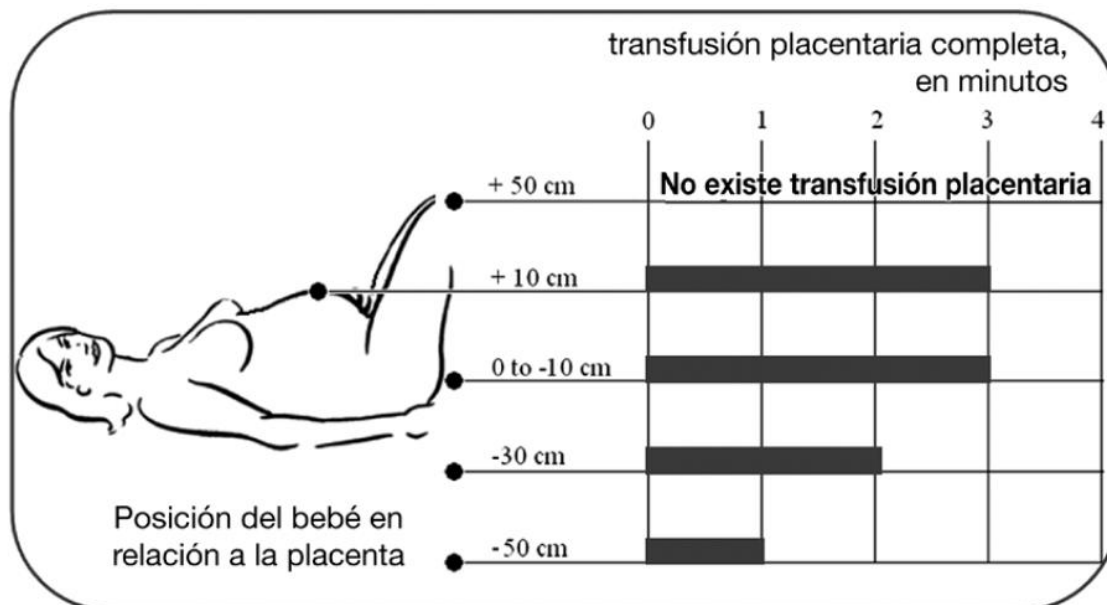 transfusión placentaria completa,
en minutos
0 1 2 3 4
+ 50 cm No existe transfusión placentaria
+ 10 cm
0 to -10 cm
-30 cm
Posición del bebé en
relación a la placenta
-50 cm